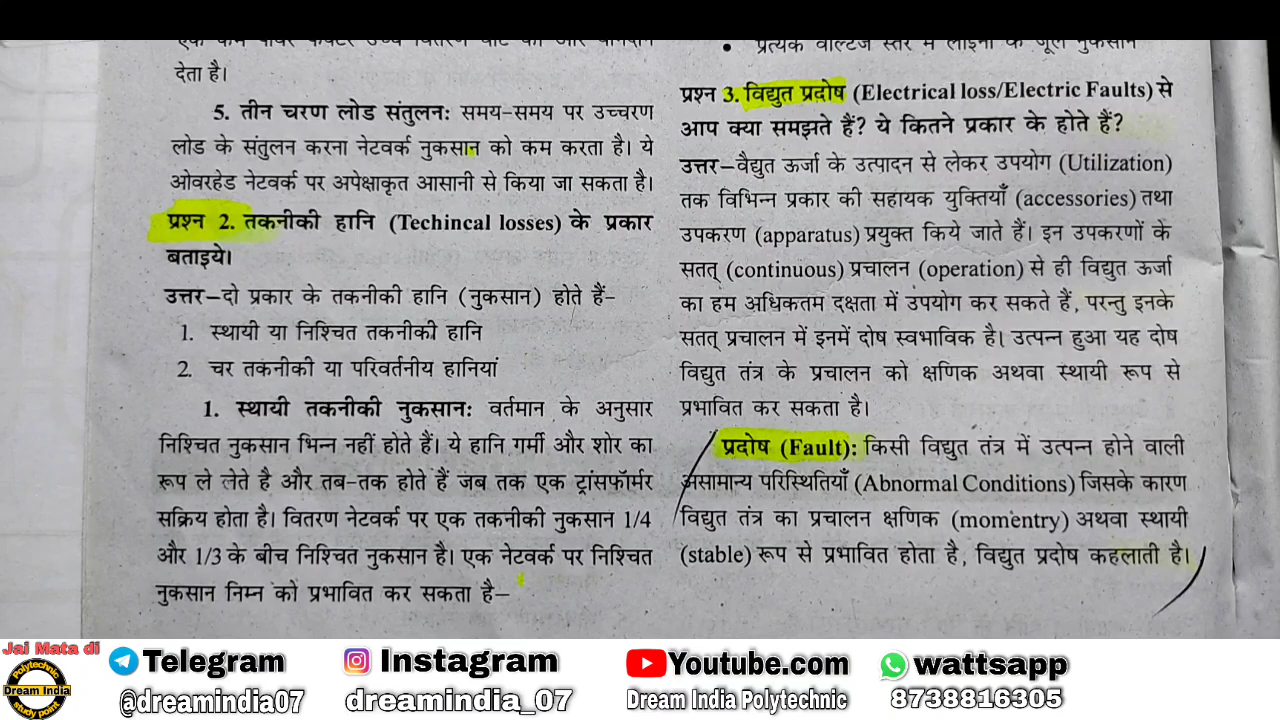 देता है।
5. तीन चरण लोड संतुलन: समय-समय पर उच्चरण
लोड के संतुलन करना नेटवर्क नुकसान को कम करता है। ये
ओवरहेड नेटवर्क पर अपेक्षाकृत आसानी से किया जा सकता है।
प्रश्न 2. तकनीकी हानि (Techincal losses) के प्रकार
बताइये।
उत्तर–दो प्रकार के तकनीकी हानि (नुकसान) होते हैं-
1. स्थायी या निश्चित तकनीकी हानि
2. चर तकनीकी या परिवर्तनीय हानियां
1. स्थायी तकनीकी नुकसान: वर्तमान के अनुसार
निश्चित नुकसान भिन्न नहीं होते हैं। ये हानि गर्मी और शोर का
रूप ले लेते है और तब-तक होते हैं जब तक एक ट्रांसफॉर्मर
सक्रिय होता है। वितरण नेटवर्क पर एक तकनीकी नुकसान 1/4
और 1/3 के बीच निश्चित नुकसान है। एक नेटवर्क पर निश्चित
नुकसान निम्न को प्रभावित कर सकता है–
• प्रत्येक वोल्टेज स्तर में लाइनों के जूल नुकसान
प्रश्न 3. विद्युत प्रदोष (Electrical loss/Electric Faults) से
आप क्या समझते हैं? ये कितने प्रकार के होते हैं?
उत्तर–वैद्युत ऊर्जा के उत्पादन से लेकर उपयोग (Utilization)
तक विभिन्न प्रकार की सहायक युक्तियाँ (accessories) तथा
उपकरण (apparatus) प्रयुक्त किये जाते हैं। इन उपकरणों के
सतत् (continuous) प्रचालन (operation) से ही विद्युत ऊर्जा
का हम अधिकतम दक्षता में उपयोग कर सकते हैं, परन्तु इनके
सतत् प्रचालन में इनमें दोष स्वभाविक है। उत्पन्न हुआ यह दोष
विद्युत तंत्र के प्रचालन को क्षणिक अथवा स्थायी रूप से
प्रभावित कर सकता है।
प्रदोष (Fault): किसी विद्युत तंत्र में उत्पन्न होने वाली
असामान्य परिस्थितियाँ (Abnormal Conditions) जिसके कारण
विद्युत तंत्र का प्रचालन क्षणिक (momentry) अथवा स्थायी
(stable) रूप से प्रभावित होता है, विद्युत प्रदोष कहलाती है।
Jai Mata di
Polytechnic
Dream India
study point
Telegram
@dreamindia07
Instagram
dreamindia_07
Youtube.com
Dream India Polytechnic
wattsapp
8738816305